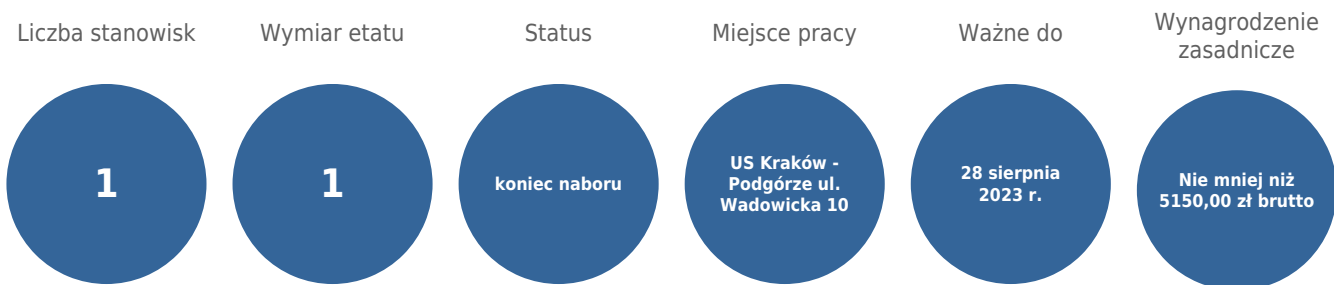 Liczba stanowisk
1
Wymiar etatu
1
Status
koniec naboru
Miejsce pracy
US Kraków -
Podgórze ul.
Wadowicka 10
Ważne do
28 sierpnia
2023 r.
Wynagrodzenie
zasadnicze
Nie mniej niż
5150,00 zł brutto